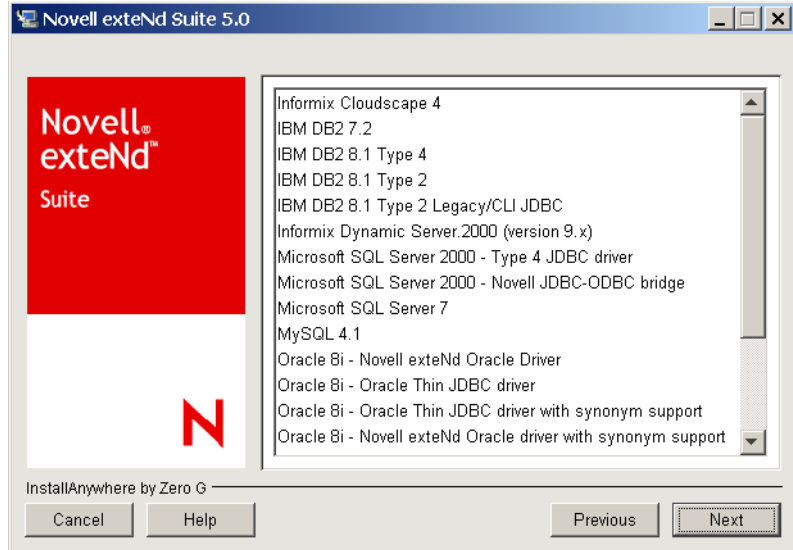 Novell exteNd Suite 5.0
Novell®
exteNd™
Suite
Informix Cloudscape 4
IBM DB2 7.2
IBM DB2 8.1 Type 4
IBM DB2 8.1 Type 2
IBM DB2 8.1 Type 2 Legacy/CLI JDBC
Informix Dynamic Server.2000 (version 9.x)
Microsoft SQL Server 2000 - Type 4 JDBC driver
Microsoft SQL Server 2000 - Novell JDBC-ODBC bridge
Microsoft SQL Server 7
MySQL 4.1
Oracle 8i - Novell exteNd Oracle Driver
Oracle 8i - Oracle Thin JDBC driver
Oracle 8i - Oracle Thin JDBC driver with synonym support
Oracle 8i - Novell exteNd Oracle driver with synonym support
N
InstallAnywhere by Zero G
Cancel
Help
Previous
Next